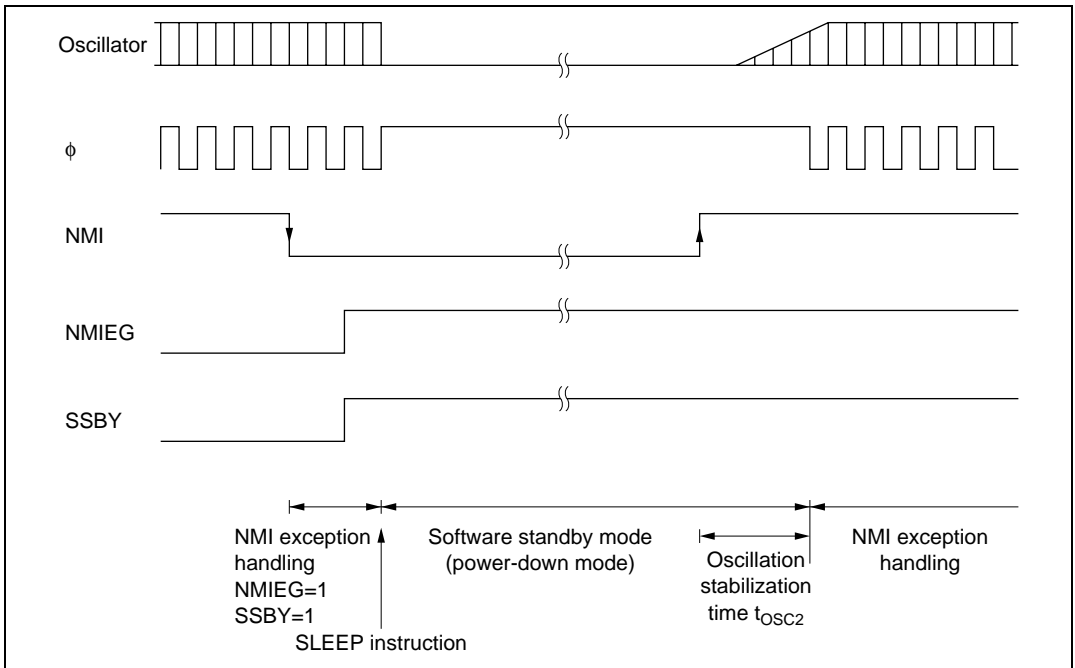 Oscillator
ϕ
NMI
NMIEG
SSBY
NMI exception
handling
NMIEG=1
SSBY=1
SLEEP instruction
Software standby mode
(power-down mode)
Oscillation
stabilization
time tOSC2
NMI exception
handling